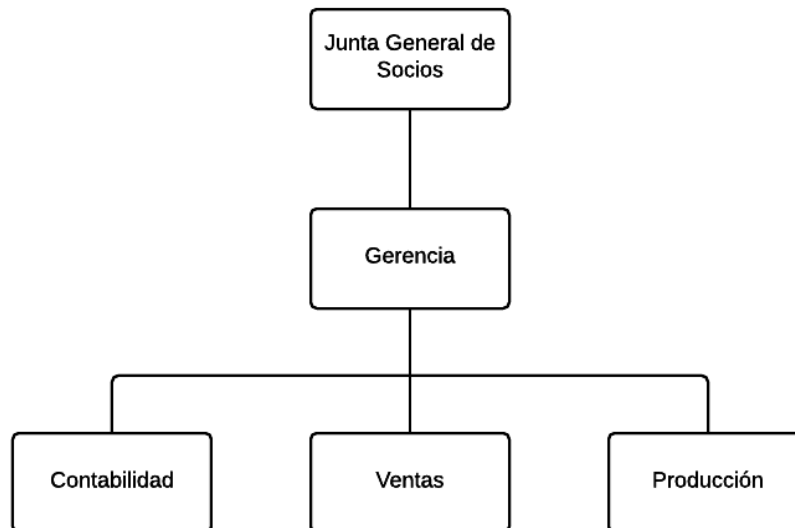 Junta General de
Socios
Gerencia
Contabilidad
Ventas
Producción